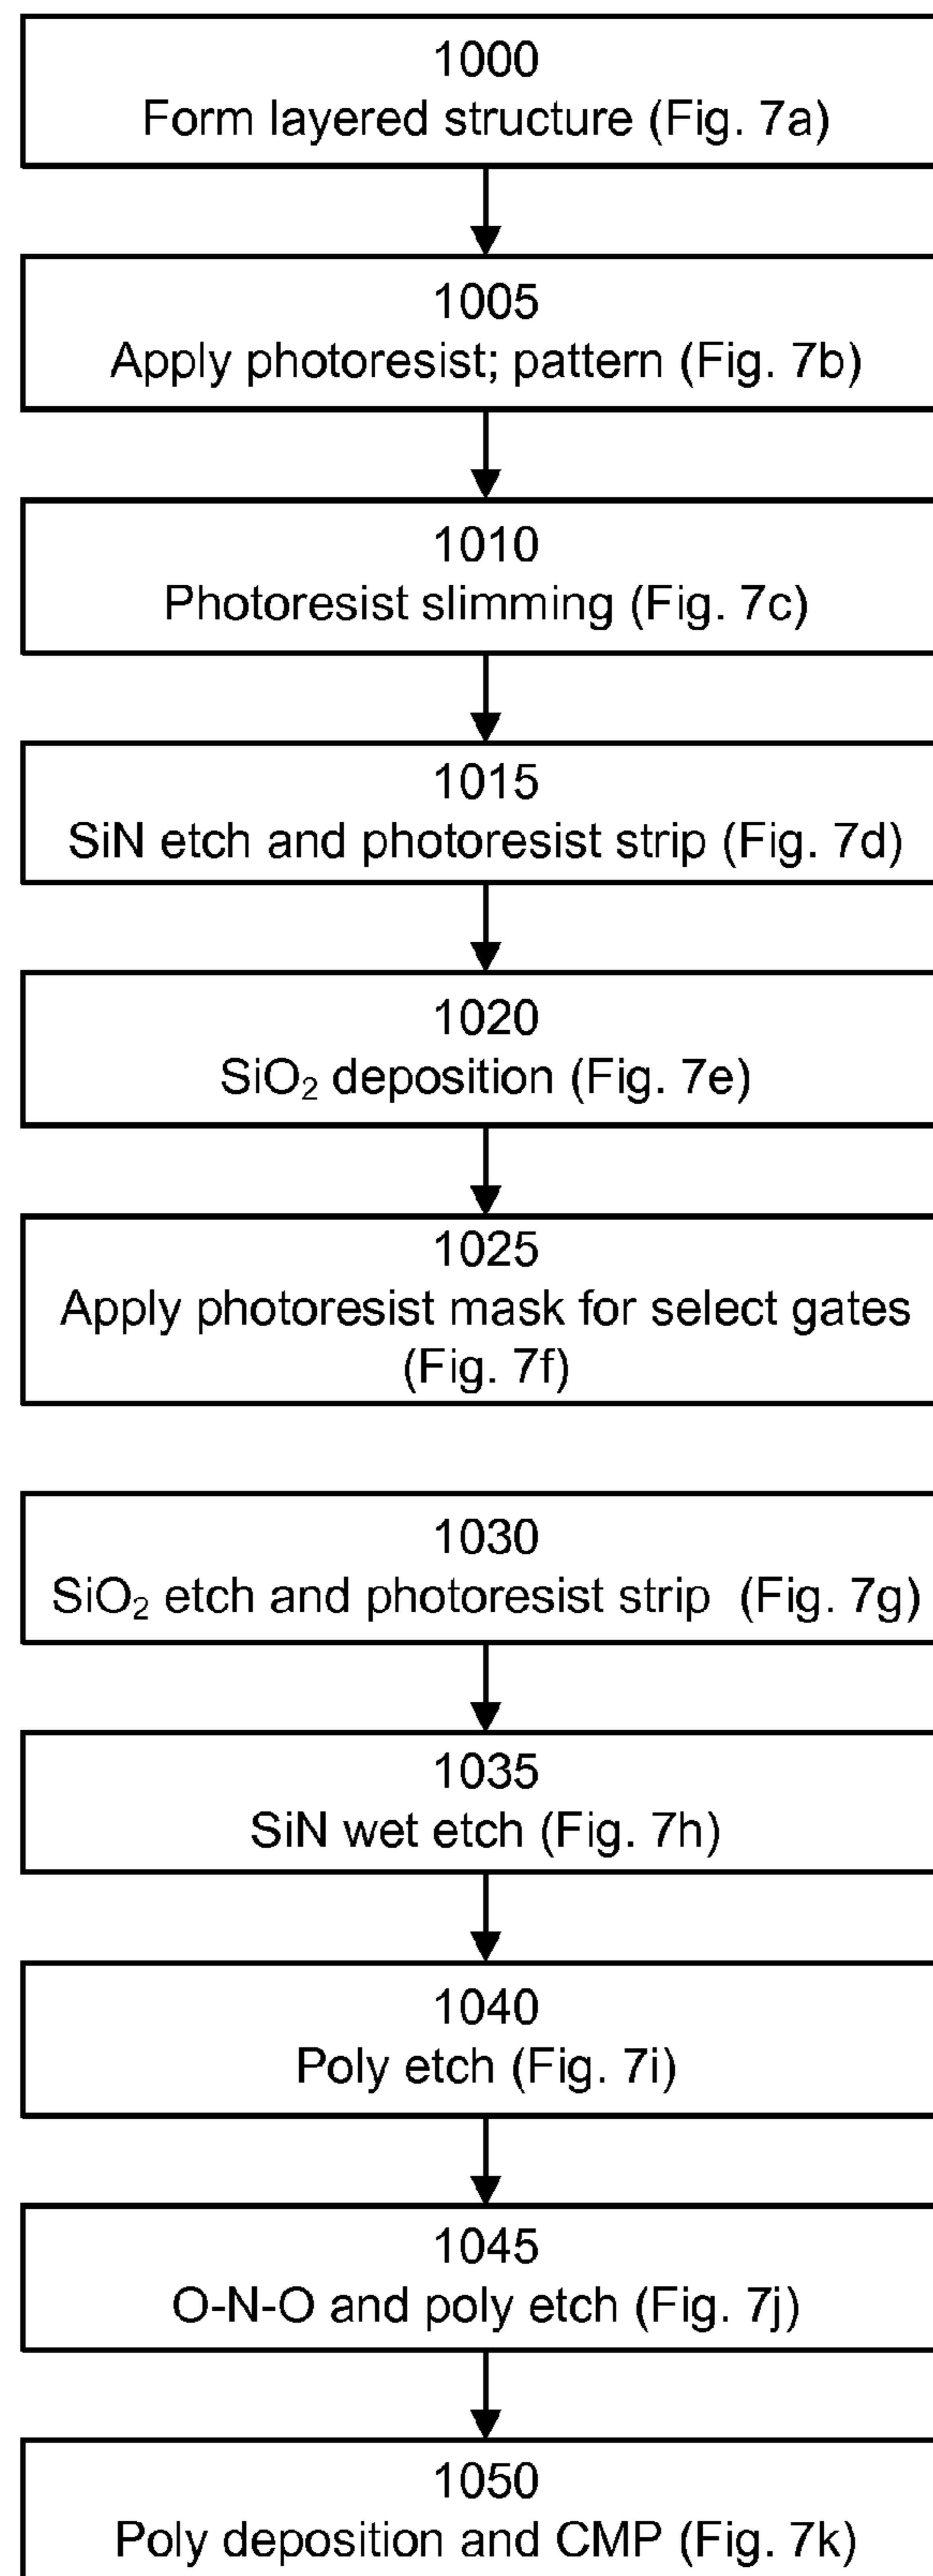 1000
Form layered structure (Fig. 7a)
1005
Apply photoresist; pattern (Fig. 7b)
1010
Photoresist slimming (Fig. 7c)
1015
SiN etch and photoresist strip (Fig. 7d)
1020
SiO₂ deposition (Fig. 7e)
1025
Apply photoresist mask for select gates
(Fig. 7f)
1030
SiO₂ etch and photoresist strip (Fig. 7g)
1035
SiN wet etch (Fig. 7h)
1040
Poly etch (Fig. 7i)
1045
O-N-O and poly etch (Fig. 7j)
1050
Poly deposition and CMP (Fig. 7k)